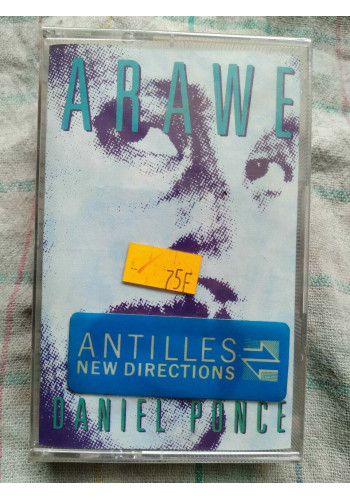 ARAWE
75F
ANTILLES
NEW DIRECTIONS
DANIEL PONCE